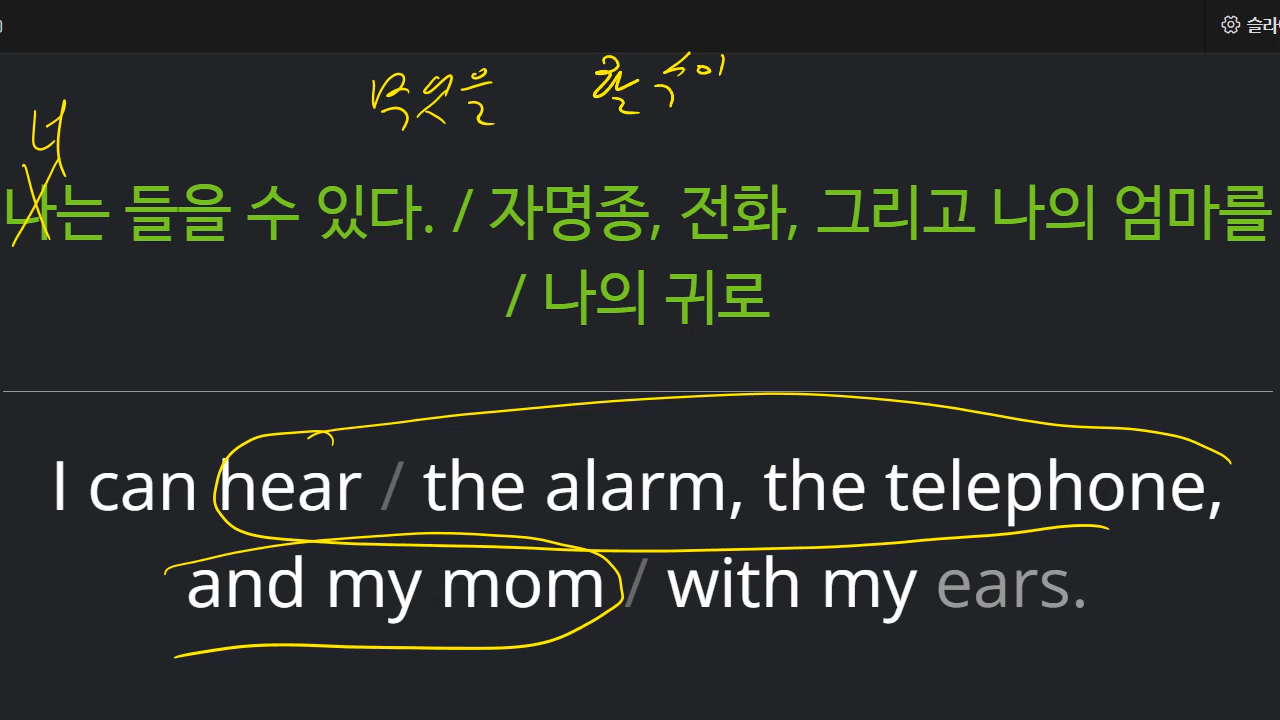 슬라이
무엇을 할 수 이
너
나는 들을 수 있다. / 자명종, 전화, 그리고 나의 엄마를
/ 나의 귀로
I can hear / the alarm, the telephone,
and my mom / with my ears.